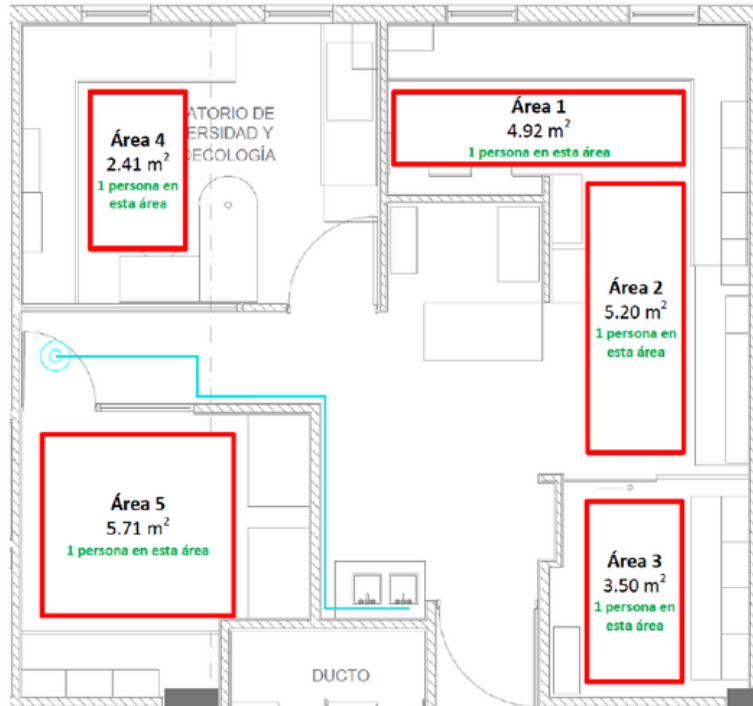 Área 1
4.92 m²
1 persona en esta área
Área 4
2.41 m²
1 persona en
esta área
ATORIO DE
ERSIDAD Y
DECOLOGÍA
Área 2
5.20 m²
1 persona en
esta área
Área 5
5.71 m²
1 persona en esta área
Área 3
3.50 m²
1 persona en
esta área
DUCTO